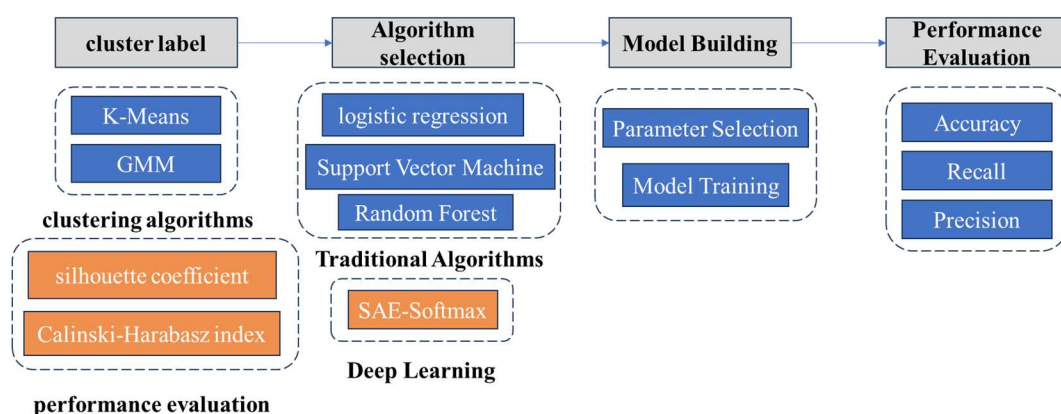 cluster label
Algorithm
selection
Model Building
Performance
Evaluation
K-Means
GMM
clustering algorithms
silhouette coefficient
Calinski-Harabasz index
performance evaluation
logistic regression
Support Vector Machine
Random Forest
Traditional Algorithms
SAE-Softmax
Deep Learning
Parameter Selection
Model Training
Accuracy
Recall
Precision